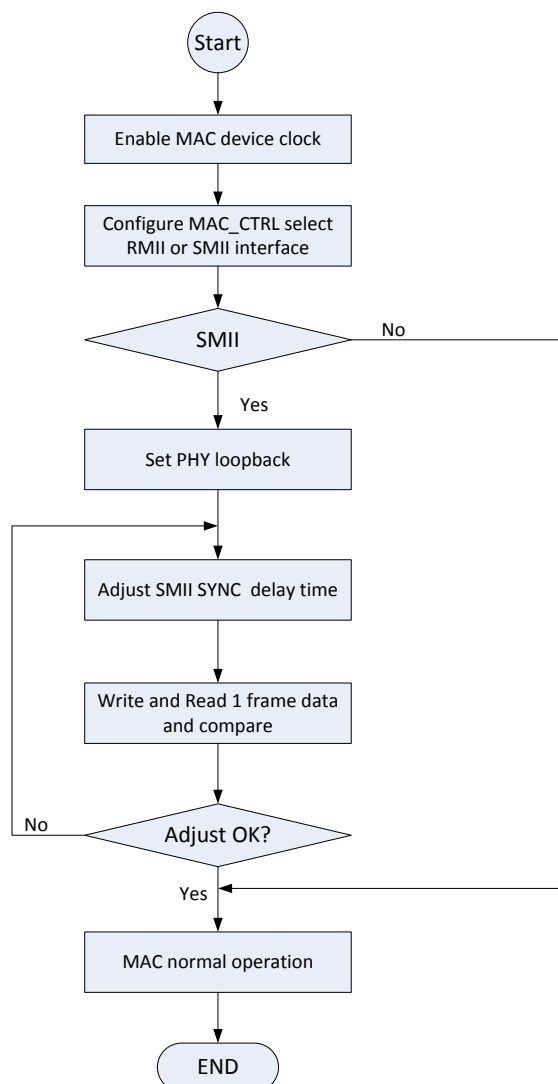 Start
Enable MAC device clock
Configure MAC_CTRL select
RMII or SMII interface
SMII
No
Yes
Set PHY loopback
Adjust SMII SYNC delay time
Write and Read 1 frame data
and compare
No
Adjust OK?
Yes
MAC normal operation
END